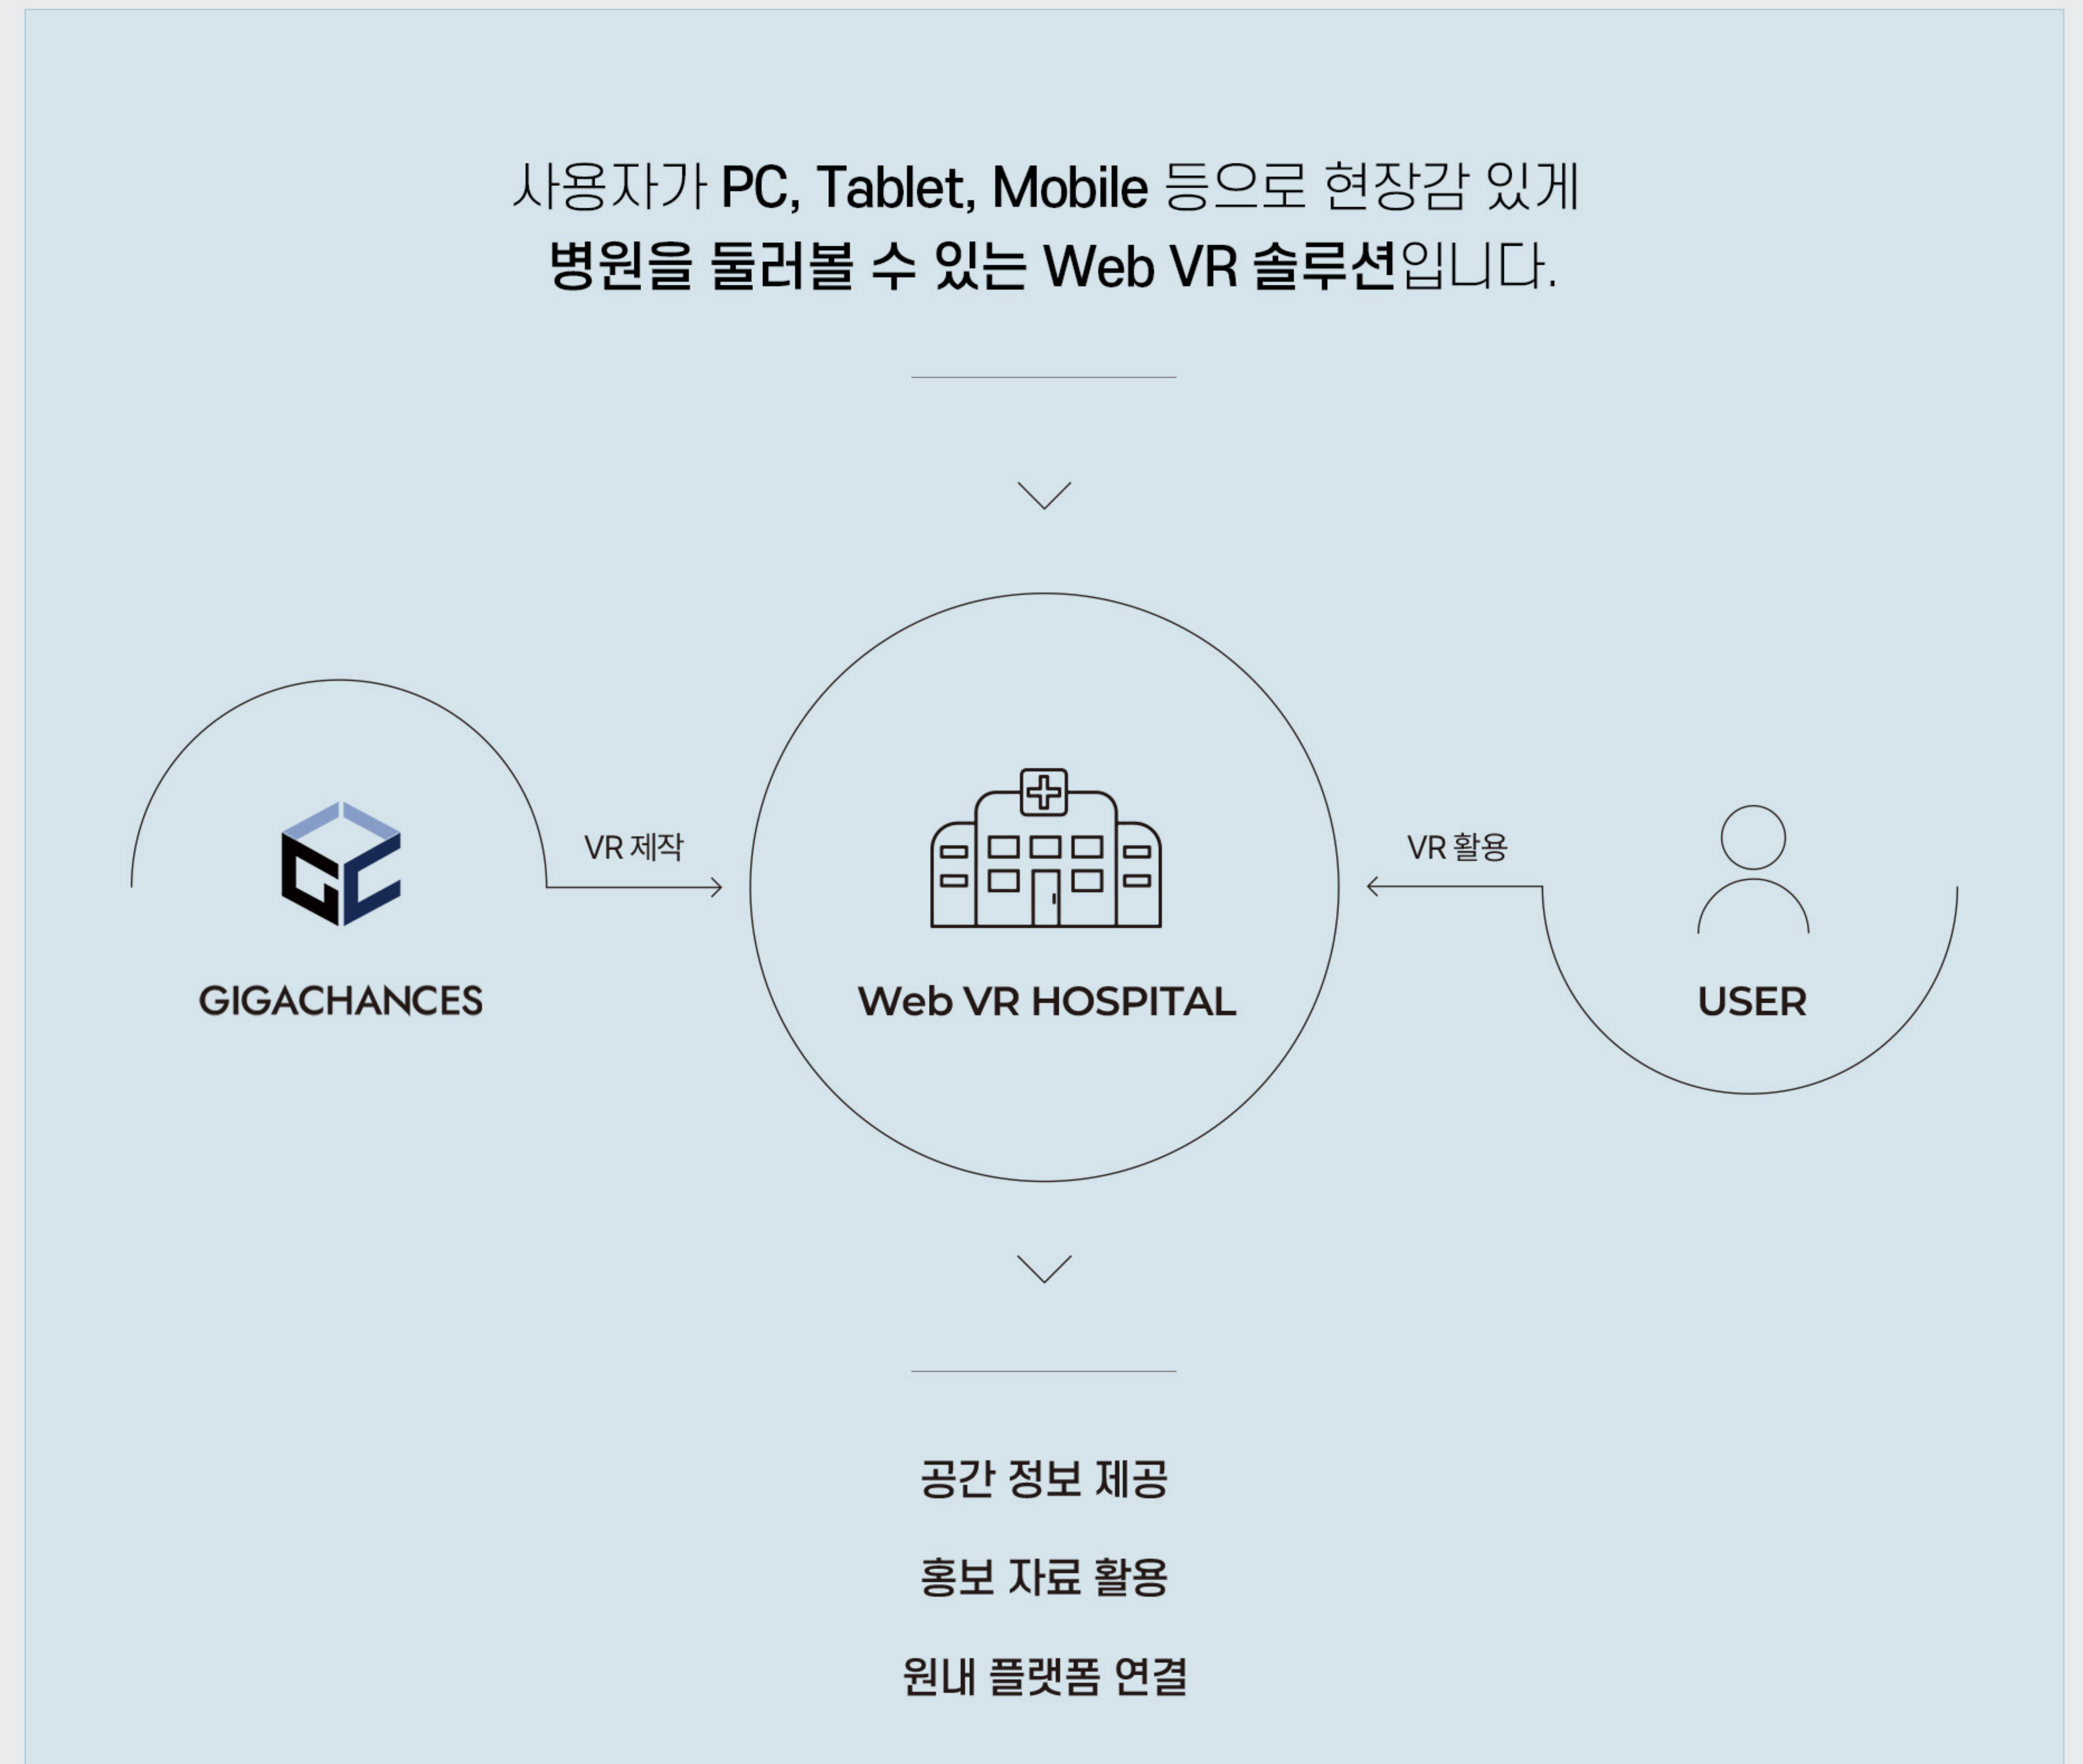 사용자가 PC, Tablet, Mobile 등으로 현장감 있게
병원을 둘러볼 수 있는 Web VR 솔루션입니다.
VR 제작
VR 활용
GIGACHANCES
Web VR HOSPITAL
USER
공간 정보 제공
홍보 자료 활용
원내 플랫폼 연결